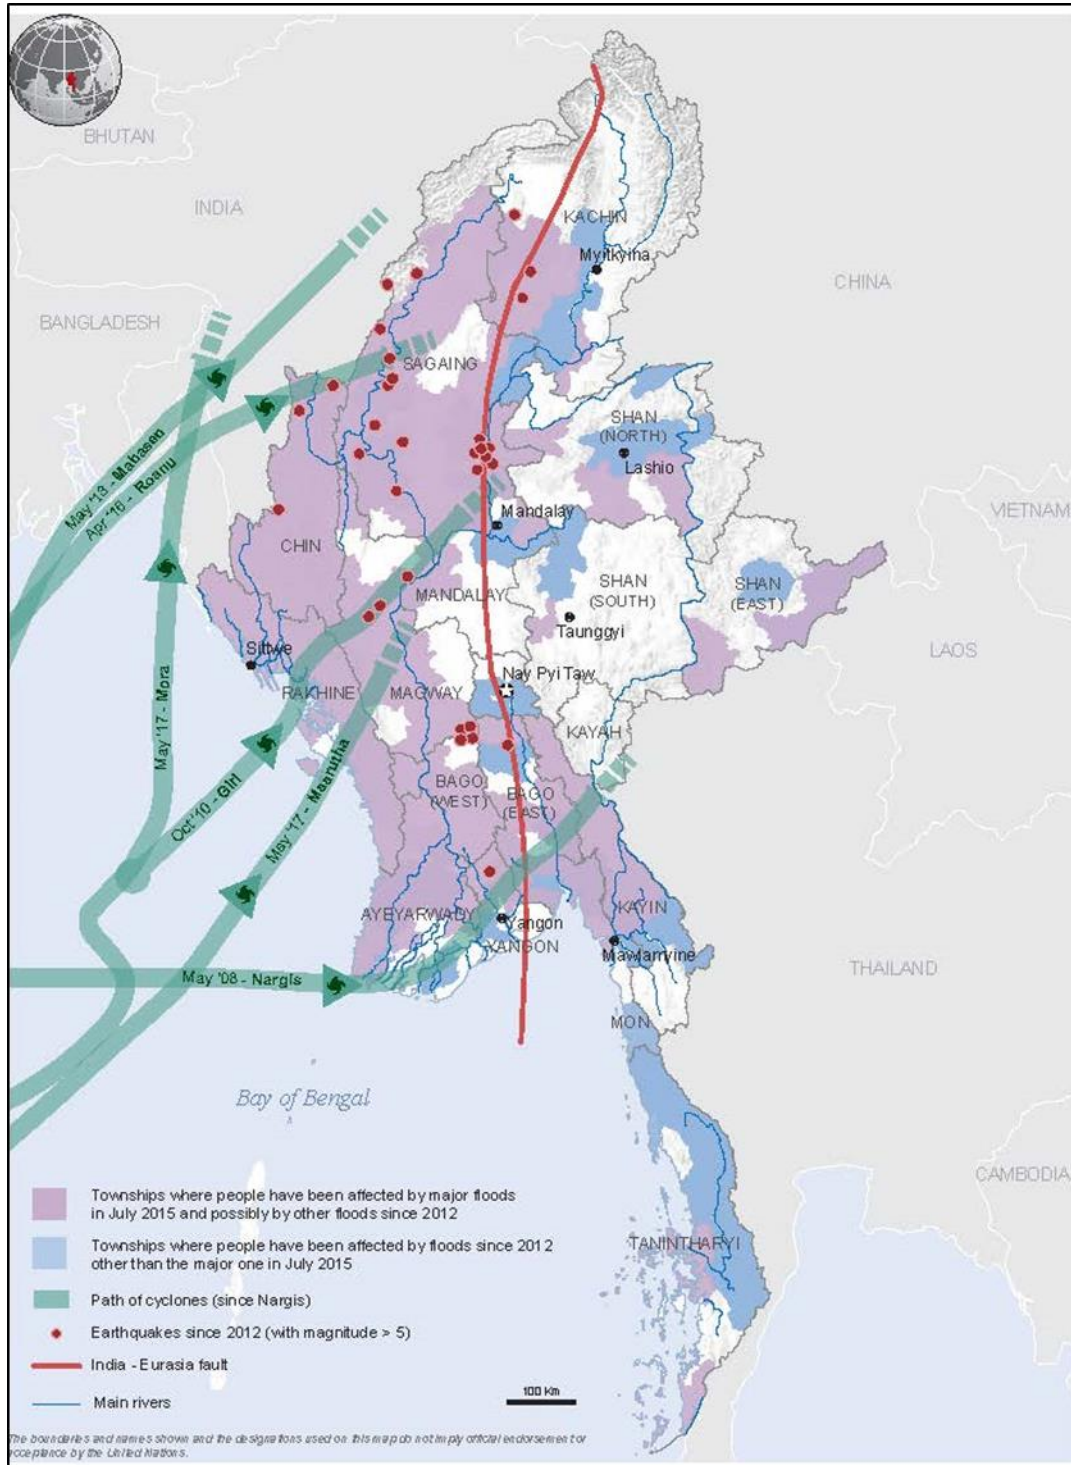 BHUTAN
INDIA
KACHIN
Myitkyina
CHINA
BANGLADESH
SAGAING
SHAN
(NORTH)
Lashio
May '13 - Mahasen
Apr '16 - Roanu
VIETNAM
Mandalay
CHIN
MANDALAY
SHAN
(SOUTH)
SHAN
(EAST)
Taunggyi
LAOS
Sittwe
Nay Pyi Taw
RAKHINE
MAGWAY
KAYAH
May '17 - Mora
Oct '10 - Giri
May '17 - Maarutha
BAGO
(WEST)
BAGO
(EAST)
AYEYARWADY
Yangon
YANGON
KAYIN
Mawlamyine
May '08 - Nargis
THAILAND
MON
Bay of Bengal
CAMBODIA
TANINTHARYI
Townships where people have been affected by major floods
in July 2015 and possibly by other floods since 2012
Townships where people have been affected by floods since 2012
other than the major one in July 2015
Path of cyclones (since Nargis)
Earthquakes since 2012 (with magnitude > 5)
India - Eurasia fault
Main rivers
100 Km
The boundaries and names shown and the designations used on this map do not imply official endorsement or
acceptance by the United Nations.